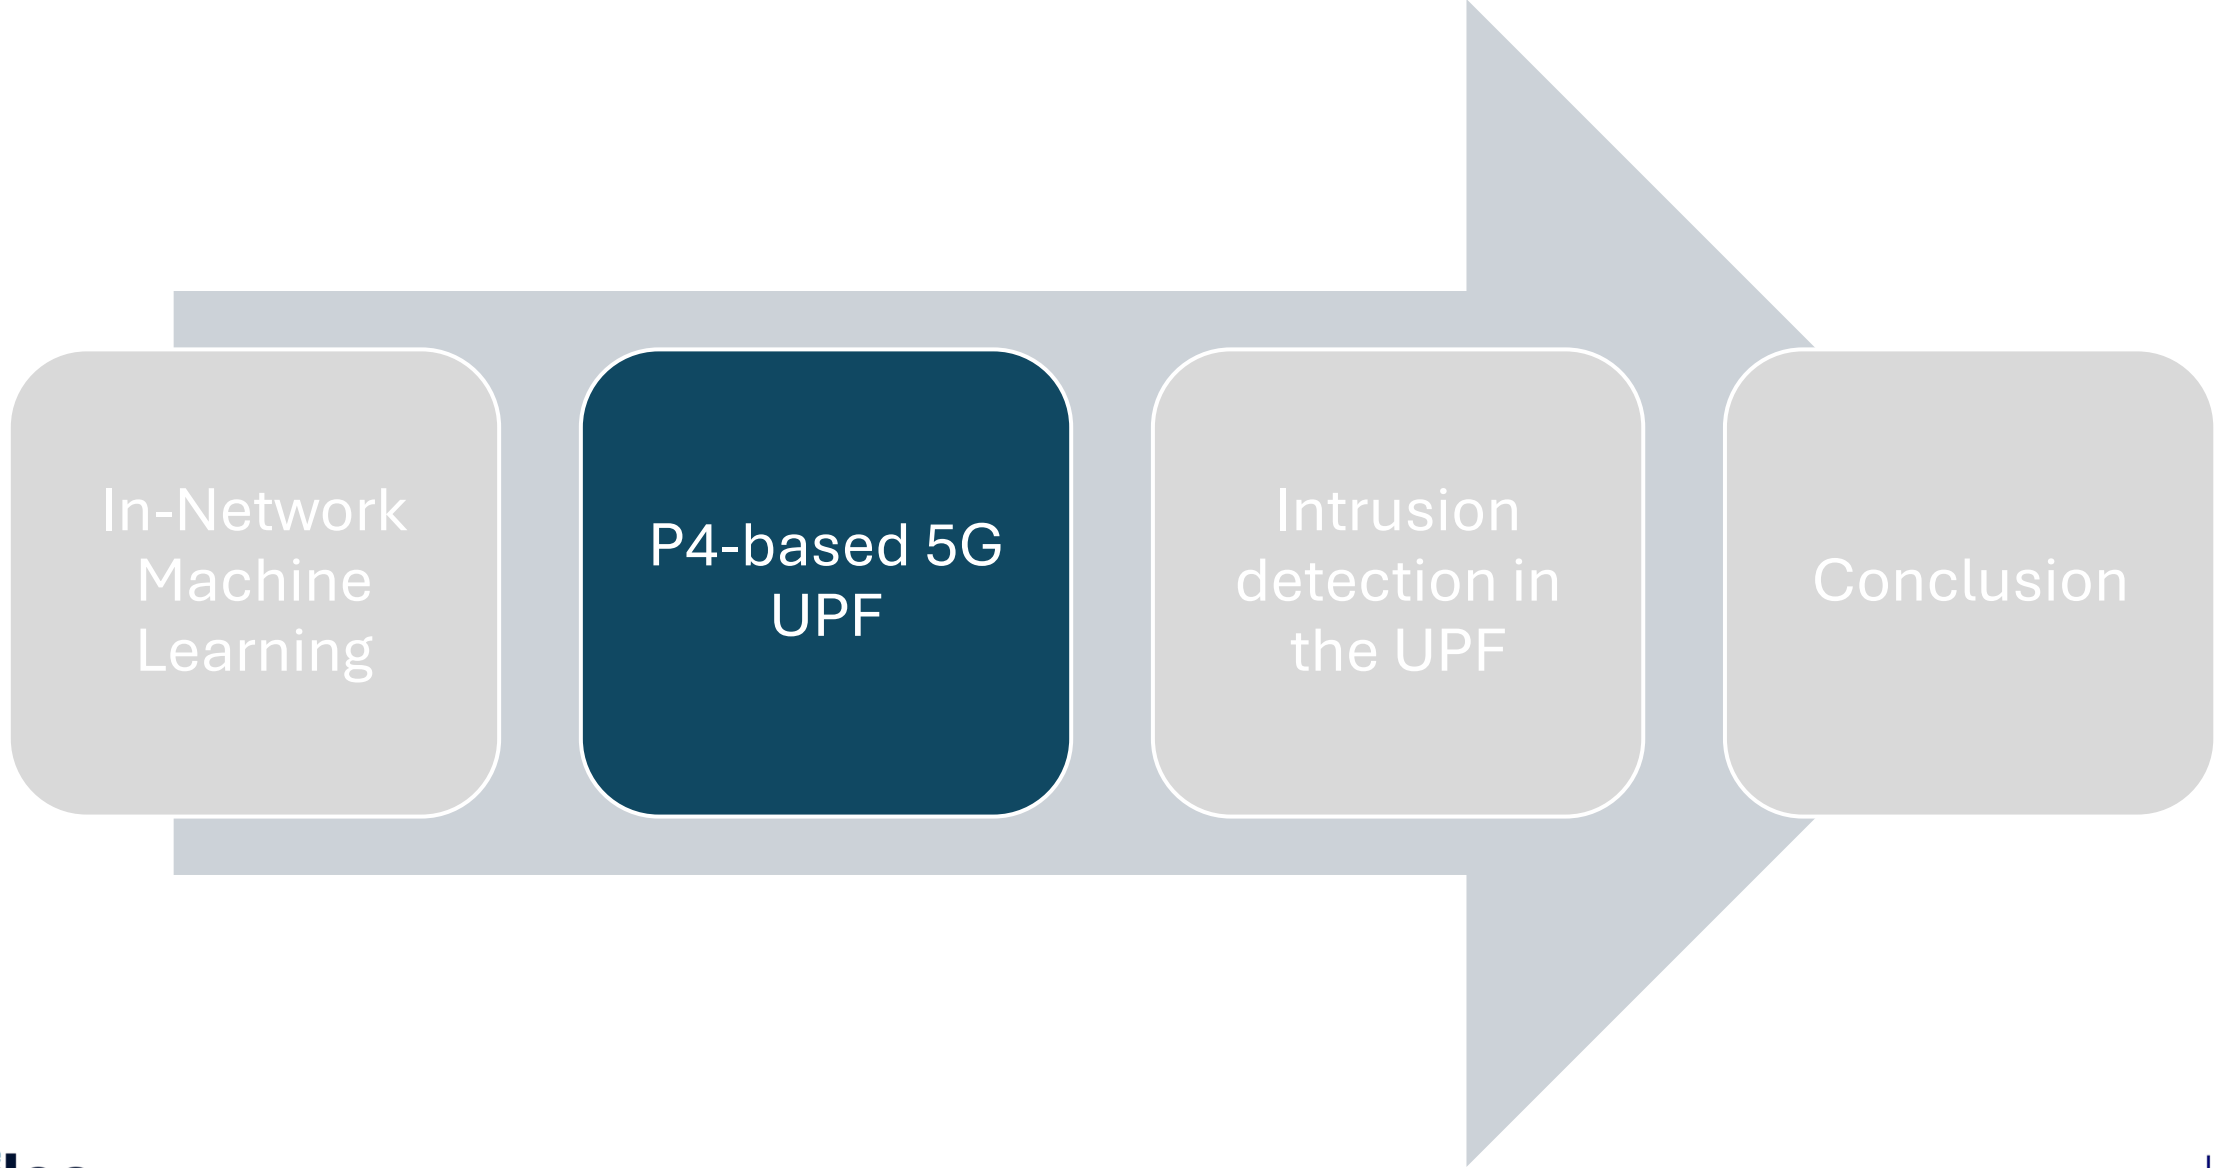 In-Network
Machine
Learning
P4-based 5G
UPF
Intrusion
detection in
the UPF
Conclusion